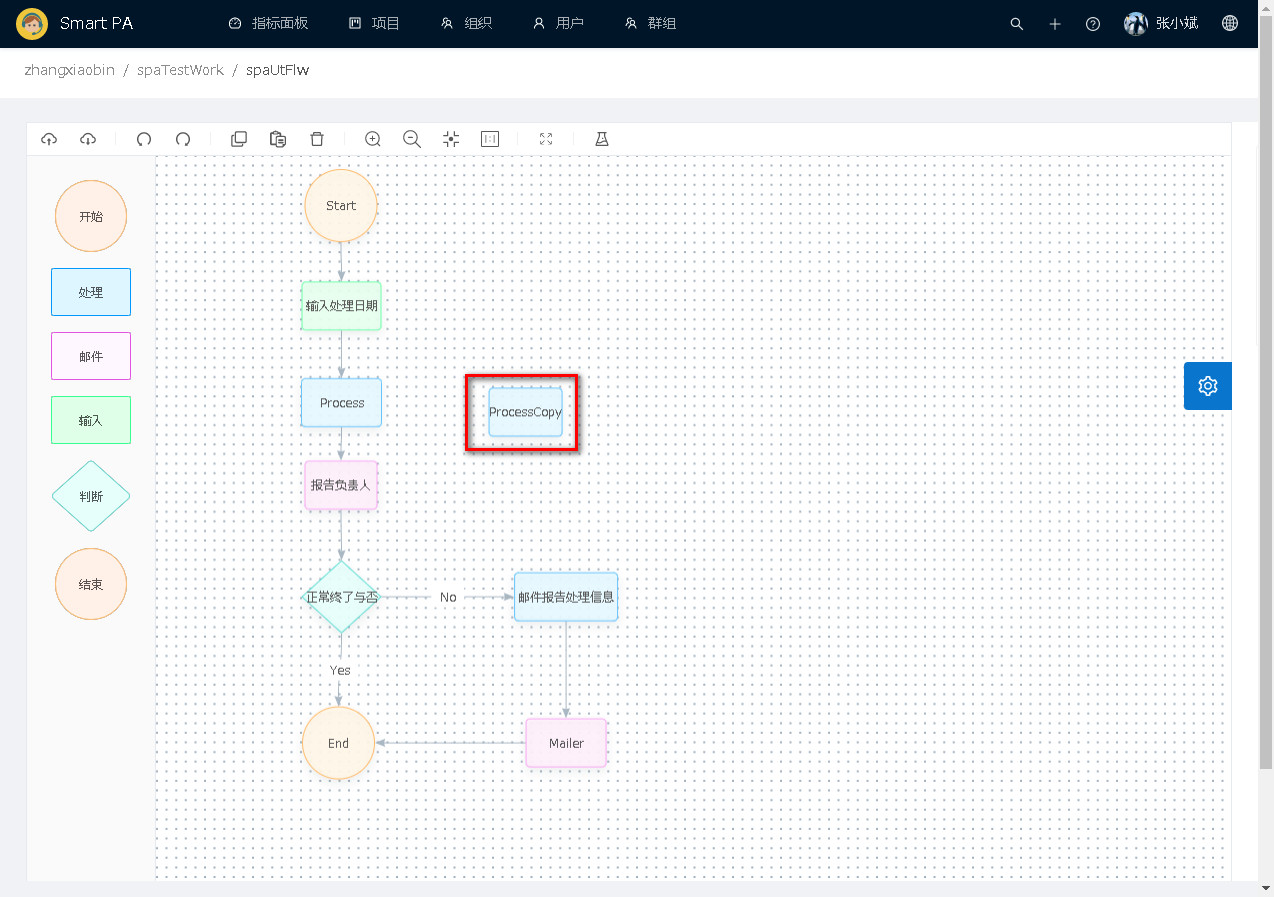 Smart PA
指标面板
项目
组织
用户
群组
张小斌
zhangxiaobin / spaTestWork / spaUtFlw
1:1
开始
处理
邮件
输入
判断
结束
Start
输入处理日期
Process
ProcessCopy
报告负责人
正常终了与否
No
邮件报告处理信息
Yes
End
Mailer